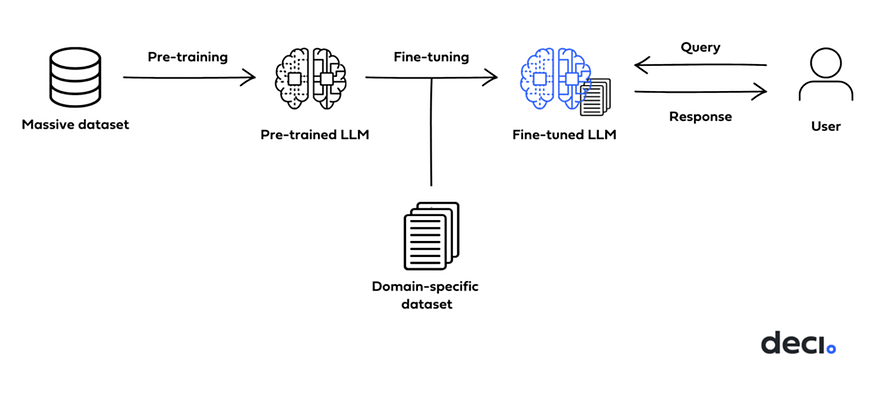 Pre-training
Fine-tuning
Query
Response
Massive dataset
Pre-trained LLM
Fine-tuned LLM
User
Domain-specific
dataset
deci.